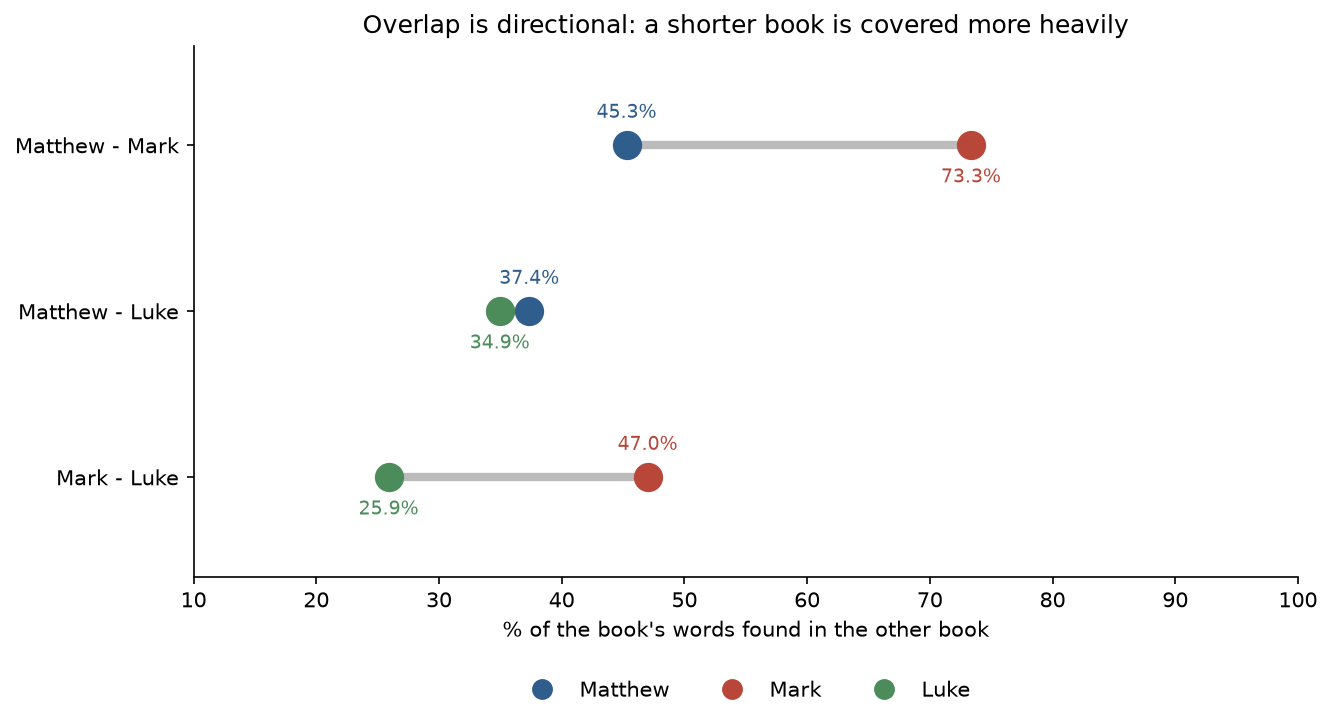 Overlap is directional: a shorter book is covered more heavily
45.3%
Matthew - Mark
73.3%
37.4%
Matthew - Luke
34.9%
47.0%
Mark - Luke
25.9%
10 20 30 40 50 60 70 80 90 100
% of the book's words found in the other book
Matthew Mark Luke